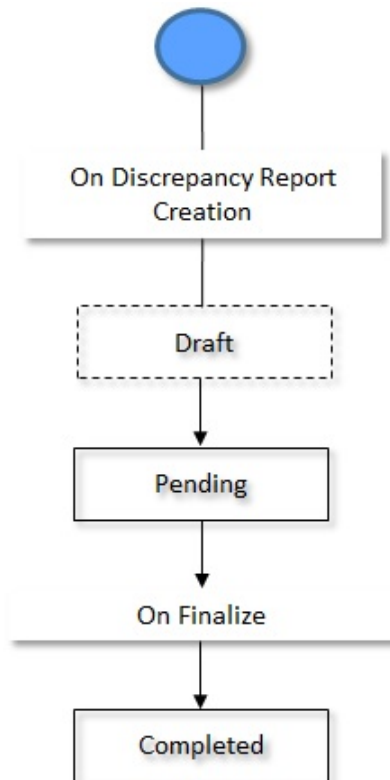 On Discrepancy Report
Creation
Draft
Pending
On Finalize
Completed